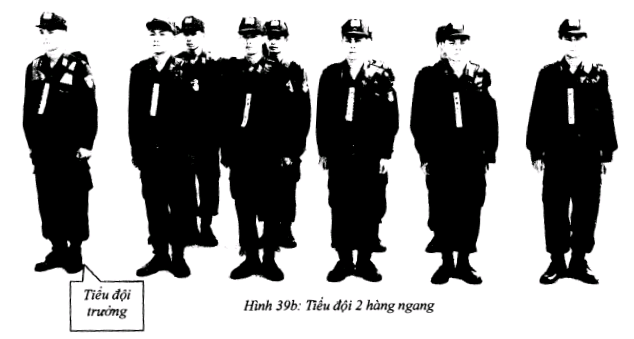 Tiểu đội
trưởng
Hình 39b: Tiểu đội 2 hàng ngang